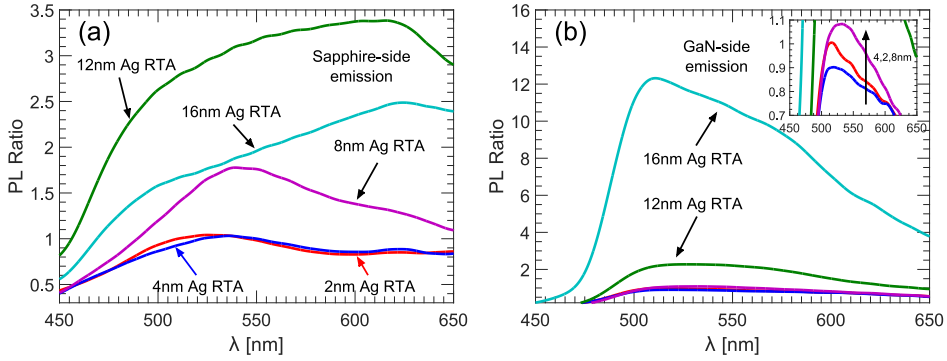 (a)
12nm Ag RTA
Sapphire-side
emission
16nm Ag RTA
8nm Ag RTA
4nm Ag RTA
2nm Ag RTA
PL Ratio
3.5
3
2.5
2
1.5
1
0.5
450 500 550 600 650
λ [nm]
(b)
GaN-side
emission
16nm Ag RTA
12nm Ag RTA
PL Ratio
16
14
12
10
8
6
4
2
450 500 550 600 650
λ [nm]
1.1
1
0.9
0.8
0.7
4,2,8nm
450 500 550 600 650